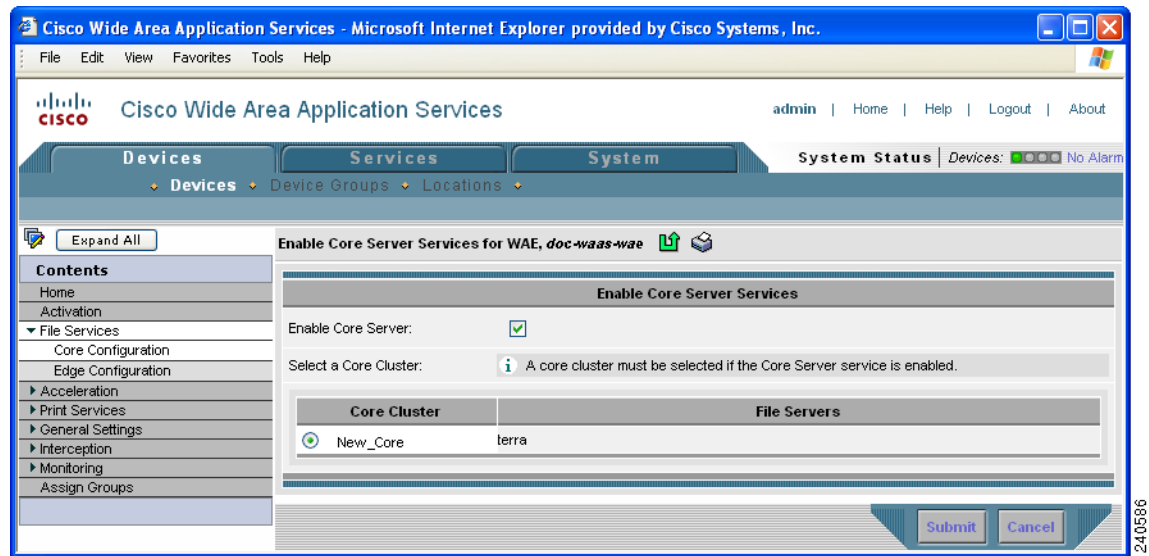 Cisco Wide Area Application Services - Microsoft Internet Explorer provided by Cisco Systems, Inc.
File Edit View Favorites Tools Help
CISCO Cisco Wide Area Application Services admin | Home | Help | Logout | About
Devices Services System System Status | Devices: No Alarm
Devices Device Groups Locations
Expand All Enable Core Server Services for WAE, doc-waas-wae
Contents
Home
Activation
File Services
Core Configuration
Edge Configuration
Acceleration
Print Services
General Settings
Interception
Monitoring
Assign Groups
Enable Core Server Services
Enable Core Server:
Select a Core Cluster: i A core cluster must be selected if the Core Server service is enabled.
Core Cluster File Servers
New_Core terra
Submit Cancel
240586